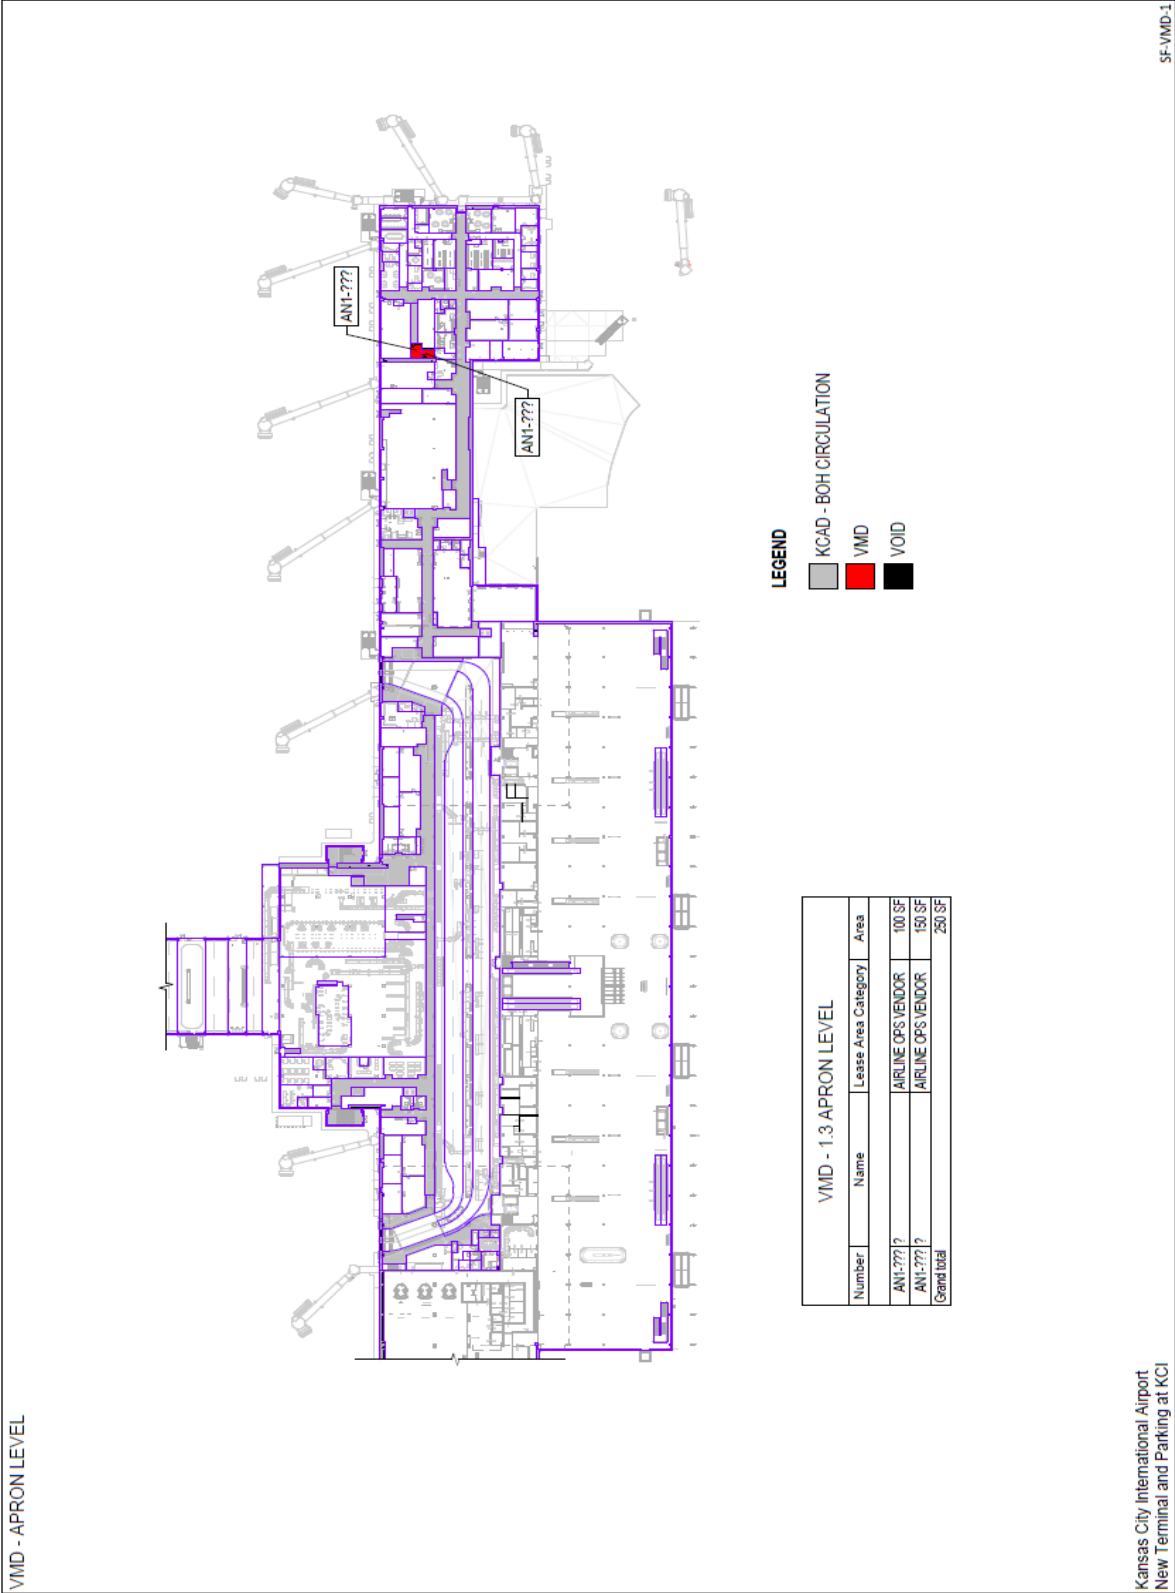 VMD - APRON LEVEL
AN1-???
AN1-???
LEGEND
KCAD - BOH CIRCULATION
VMD
VOID
VMD - 1.3 APRON LEVEL
Number Name Lease Area Category Area
AN1-??? ? AIRLINE OPS VENDOR 100 SF
AN1-??? ? AIRLINE OPS VENDOR 150 SF
Grand total 250 SF
Kansas City International Airport
New Terminal and Parking at KCI
SF-VMD-1